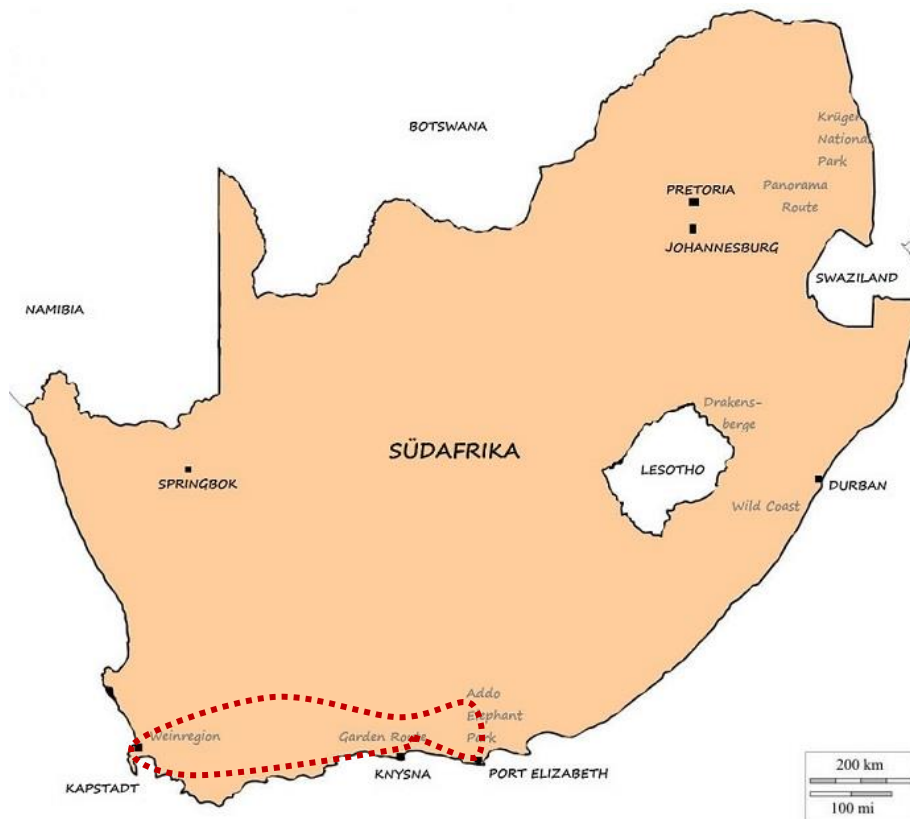 BOTSWANA
Krüger
National
Park
PRETORIA
Panorama
Route
JOHANNESBURG
SWAZILAND
NAMIBIA
Drakens-
berge
SÜDAFRIKA
LESOTHO
SPRINGBOK
DURBAN
Wild Coast
Addo
Elephant
Park
Weinregion
Garden Route
KAPSTADT
KNYSNA
PORT ELIZABETH
200 km
100 mi